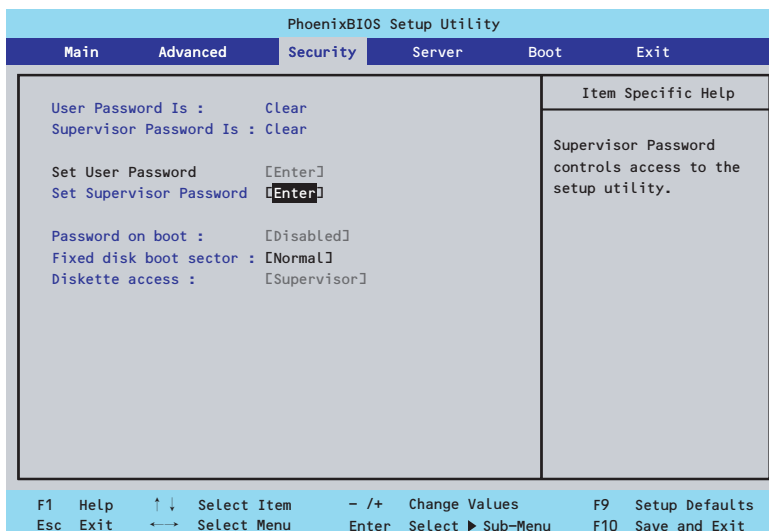 PhoenixBIOS Setup Utility
Main Advanced Security Server Boot Exit
User Password Is : Clear
Supervisor Password Is : Clear
Set User Password [Enter]
Set Supervisor Password [Enter]
Password on boot : [Disabled]
Fixed disk boot sector : [Normal]
Diskette access : [Supervisor]
Item Specific Help
Supervisor Password
controls access to the
setup utility.
F1 Help ↑↓ Select Item – /+ Change Values F9 Setup Defaults
Esc Exit ←→ Select Menu Enter Select ▶ Sub–Menu F10 Save and Exit